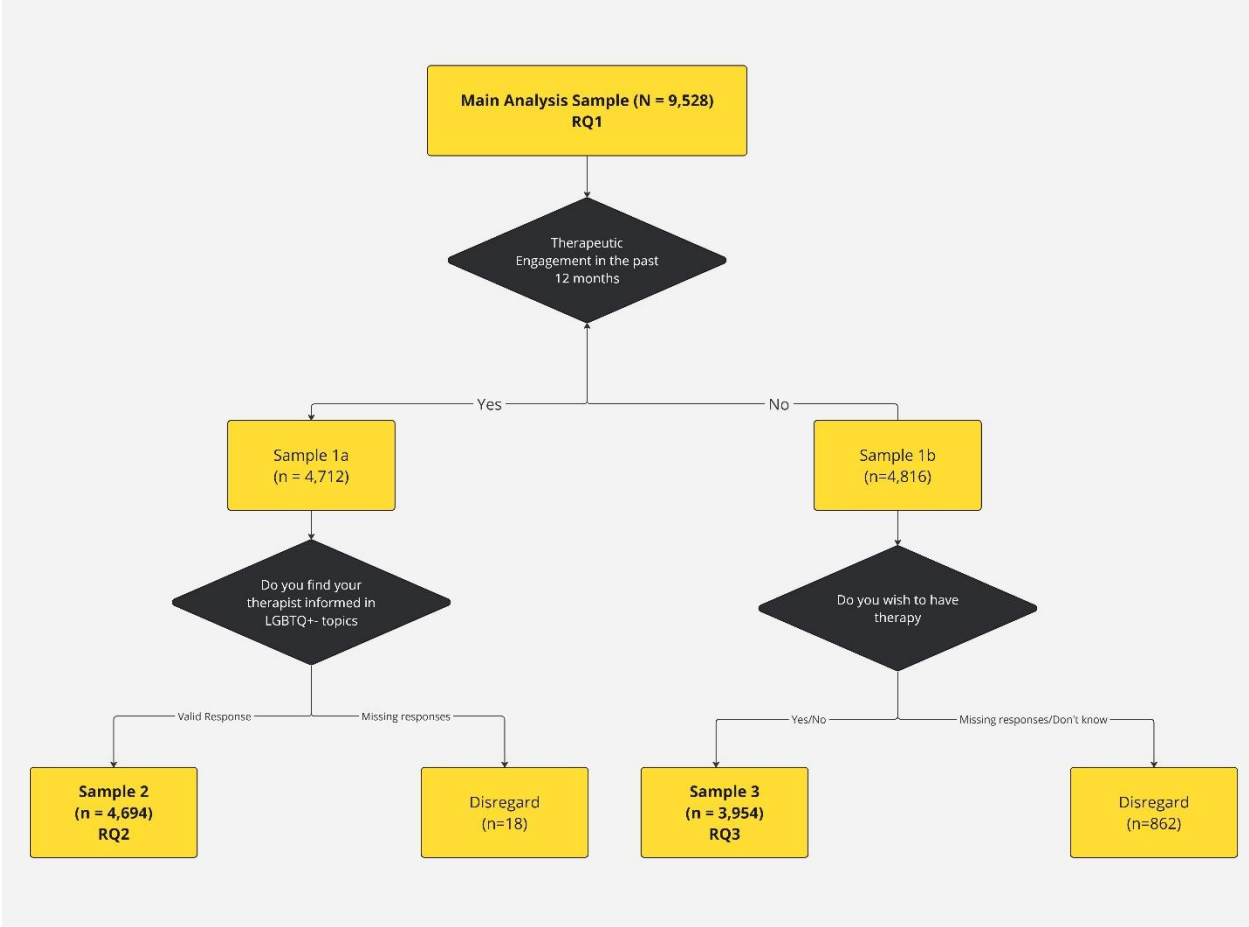 Main Analysis Sample (N = 9,528)
RQ1
Therapeutic
Engagement in the past
12 months
Yes
No
Sample 1a
(n = 4,712)
Sample 1b
(n=4,816)
Do you find your
therapist informed in
LGBTQ+- topics
Do you wish to have
therapy
Valid Response
Missing responses
Yes/No
Missing responses/Don't know
Sample 2
(n = 4,694)
RQ2
Disregard
(n=18)
Sample 3
(n = 3,954)
RQ3
Disregard
(n=862)